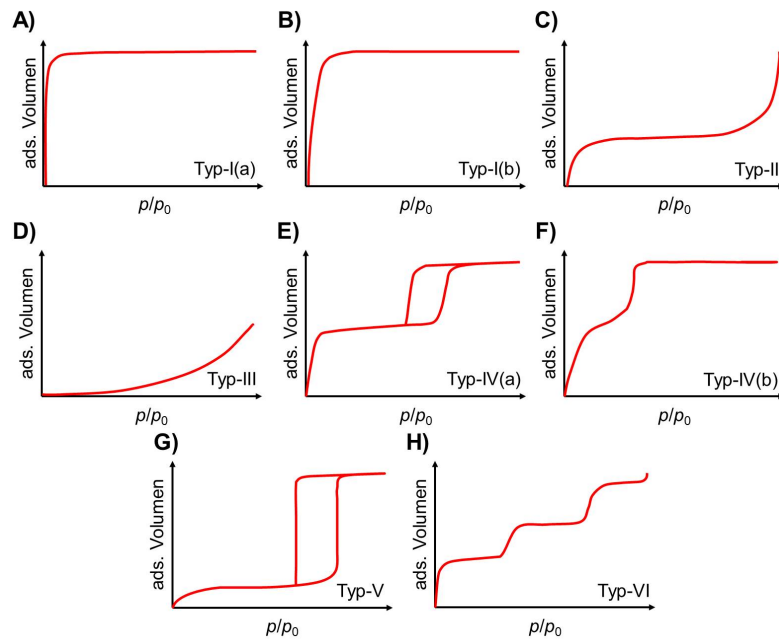 A)
ads. Volumen
Typ-I(a)
p/p₀
B)
ads. Volumen
Typ-I(b)
p/p₀
C)
ads. Volumen
Typ-II
p/p₀
D)
ads. Volumen
Typ-III
p/p₀
E)
ads. Volumen
Typ-IV(a)
p/p₀
F)
ads. Volumen
Typ-IV(b)
p/p₀
G)
ads. Volumen
Typ-V
p/p₀
H)
ads. Volumen
Typ-VI
p/p₀